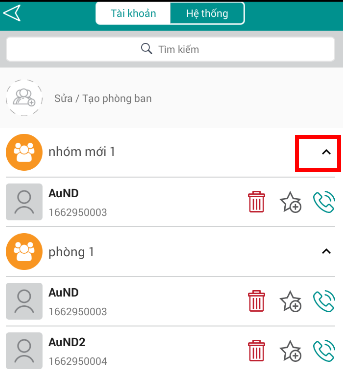 Tài khoản Hệ thống
Tìm kiếm
Sửa / Tạo phòng ban
nhóm mới 1
AuND
1662950003
phòng 1
AuND
1662950003
AuND2
1662950004